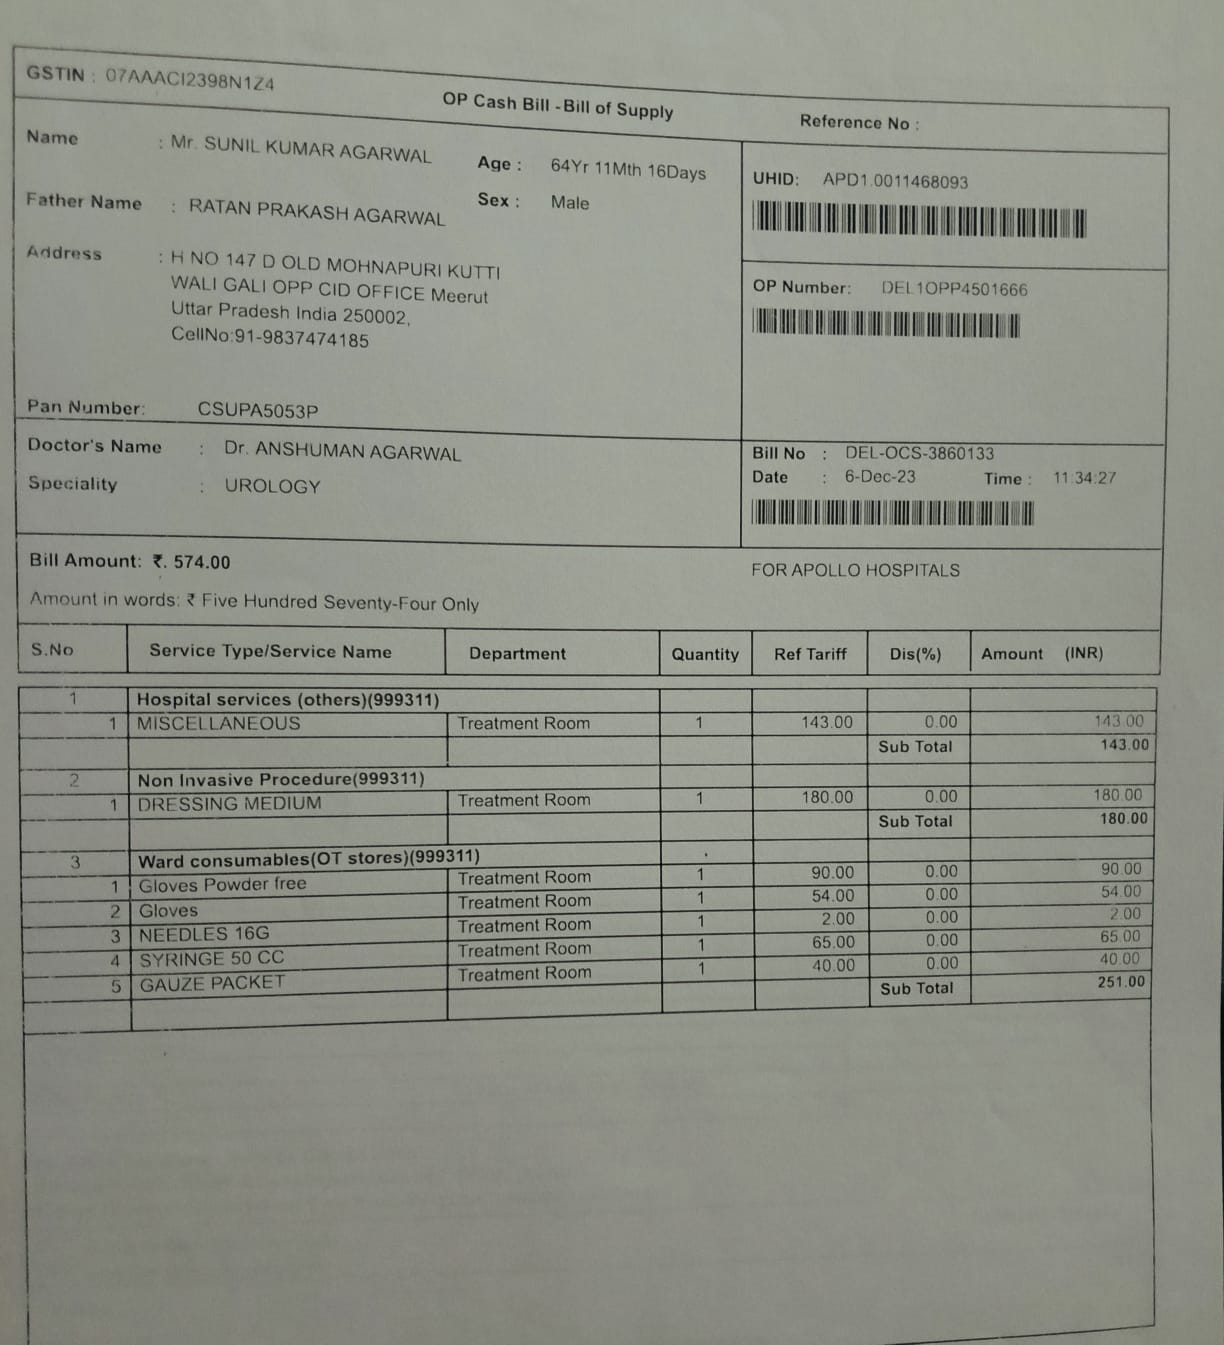 GSTIN : 07AAACI2398N1Z4
OP Cash Bill -Bill of Supply
Reference No :
Name : Mr. SUNIL KUMAR AGARWAL
Age : 64Yr 11Mth 16Days
UHID: APD1.0011468093
Father Name : RATAN PRAKASH AGARWAL
Sex : Male
Address : H NO 147 D OLD MOHNAPURI KUTTI
WALI GALI OPP CID OFFICE Meerut
Uttar Pradesh India 250002,
CellNo:91-9837474185
OP Number: DEL1OPP4501666
Pan Number: CSUPA5053P
Doctor's Name : Dr. ANSHUMAN AGARWAL
Speciality : UROLOGY
Bill No : DEL-OCS-3860133
Date : 6-Dec-23 Time : 11:34:27
Bill Amount: ₹. 574.00
FOR APOLLO HOSPITALS
Amount in words: ₹ Five Hundred Seventy-Four Only
S.No Service Type/Service Name Department Quantity Ref Tariff Dis(%) Amount (INR)
1 Hospital services (others)(999311)
1 MISCELLANEOUS Treatment Room 1 143.00 0.00 143.00
Sub Total 143.00
2 Non Invasive Procedure(999311)
1 DRESSING MEDIUM Treatment Room 1 180.00 0.00 180.00
Sub Total 180.00
3 Ward consumables(OT stores)(999311)
1 Gloves Powder free Treatment Room 1 90.00 0.00 90.00
2 Gloves Treatment Room 1 54.00 0.00 54.00
3 NEEDLES 16G Treatment Room 1 2.00 0.00 2.00
4 SYRINGE 50 CC Treatment Room 1 65.00 0.00 65.00
5 GAUZE PACKET Treatment Room 1 40.00 0.00 40.00
Sub Total 251.00